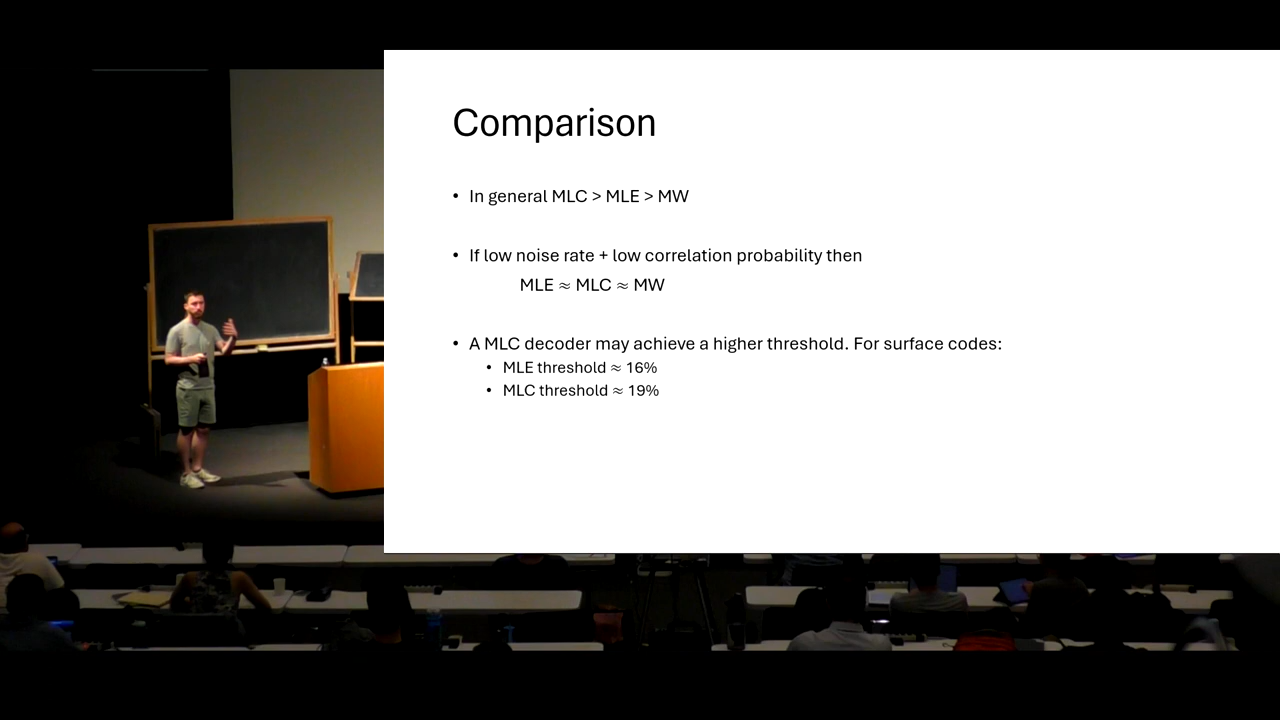 Comparison
• In general MLC > MLE > MW
• If low noise rate + low correlation probability then
MLE ≈ MLC ≈ MW
• A MLC decoder may achieve a higher threshold. For surface codes:
• MLE threshold ≈ 16%
• MLC threshold ≈ 19%